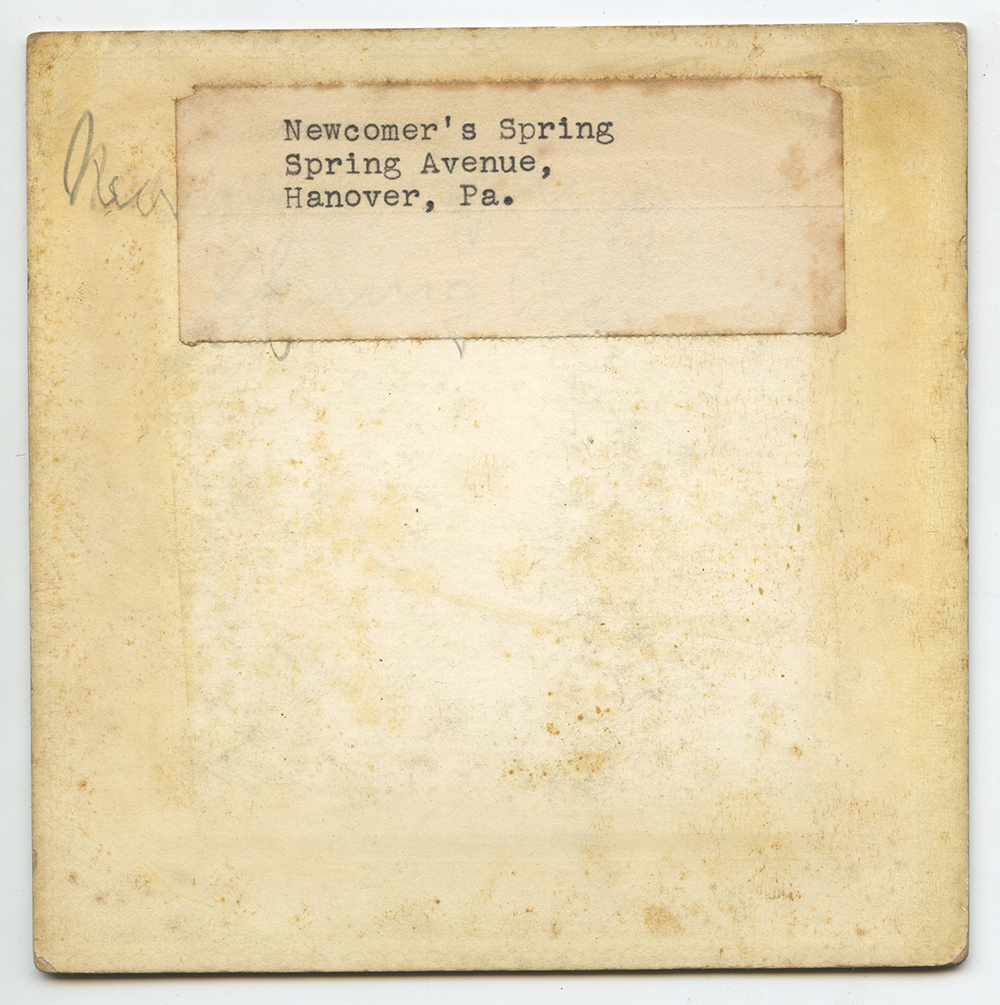 Newcomer's Spring
Spring Avenue,
Hanover, Pa.